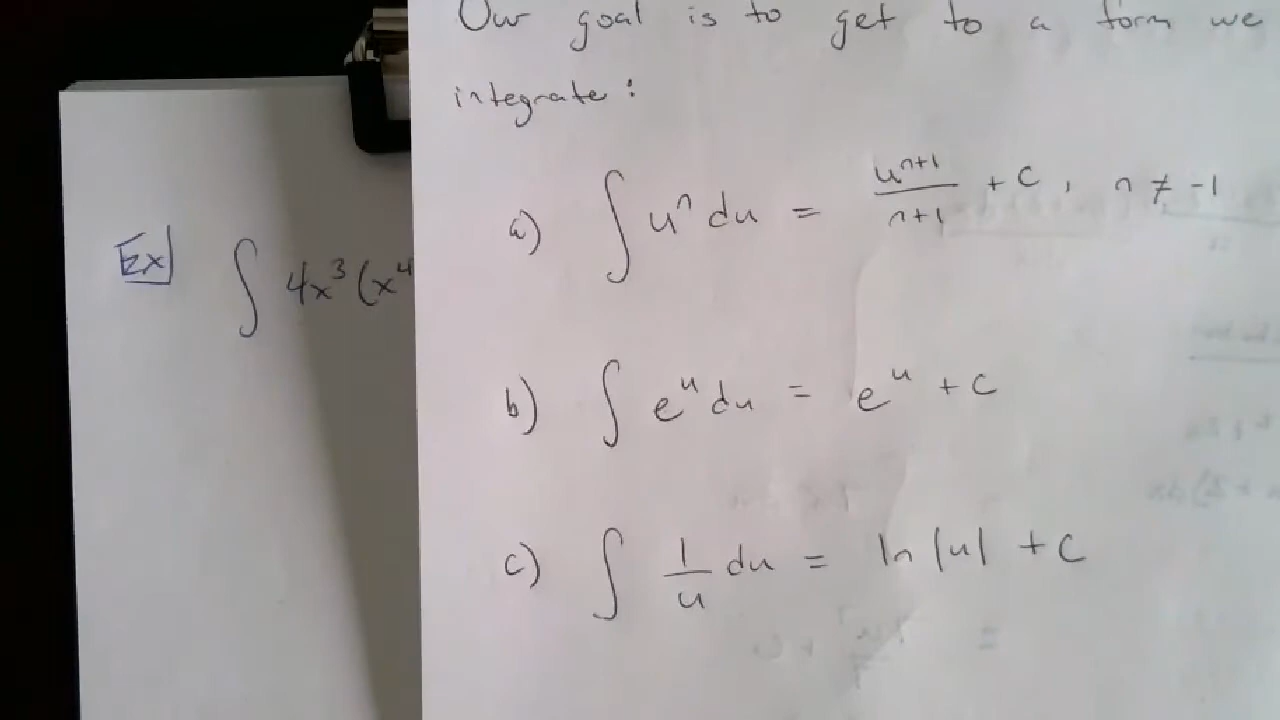 Our goal is to get to a form we
integrate:
a) ∫ uⁿ du = uⁿ⁺¹/n+1 + C, n ≠ -1
Ex ∫ 4x³(x⁴
b) ∫ eᵘ du = eᵘ + C
c) ∫ 1/u du = ln|u| + C